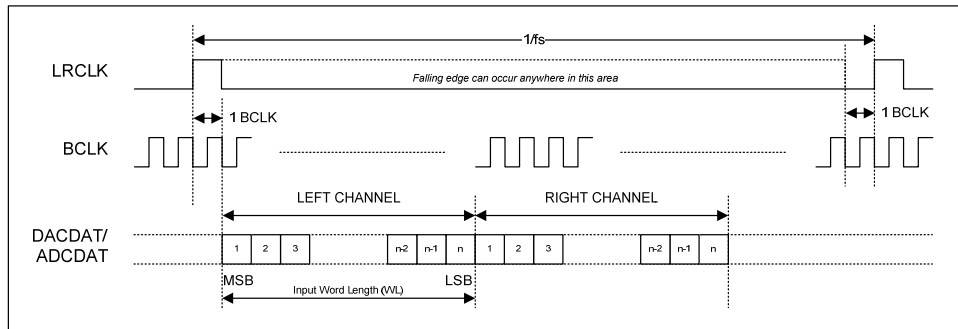 1/fs
LRCLK
Falling edge can occur anywhere in this area
1 BCLK
1 BCLK
BCLK
LEFT CHANNEL
RIGHT CHANNEL
DACDAT/
ADCDAT
1 2 3 n-2 n-1 n 1 2 3 n-2 n-1 n
MSB LSB
Input Word Length (WL)